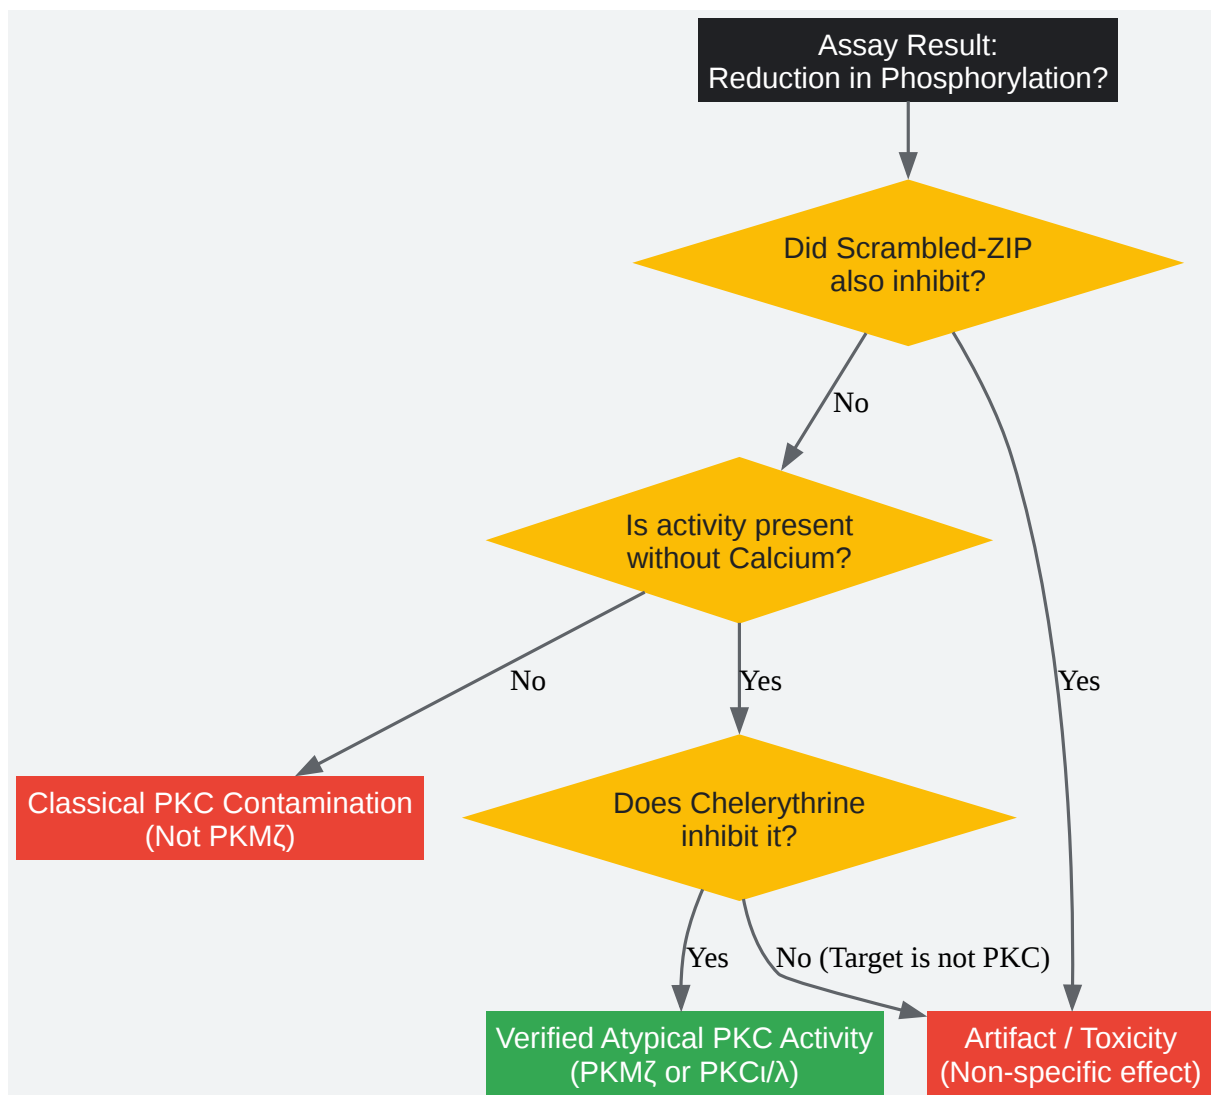 Assay Result:
Reduction in Phosphorylation?
Did Scrambled-ZIP
also inhibit?
No
Is activity present
without Calcium?
No
Yes
Yes
Classical PKC Contamination
(Not PKMζ)
Does Chelerythrine
inhibit it?
Yes
No (Target is not PKC)
Verified Atypical PKC Activity
(PKMζ or PKCι/λ)
Artifact / Toxicity
(Non-specific effect)